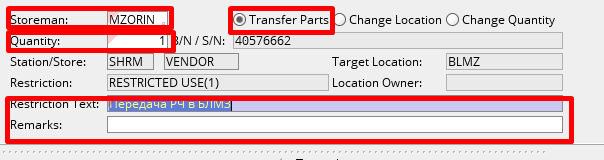 Storeman: MZORIN Transfer Parts Change Location Change Quantity
Quantity: 1 B/N / S/N: 40576662
Station/Store: SHRM VENDOR Target Location: BLMZ
Restriction: RESTRICTED USE(1) Location Owner:
Restriction Text: Передача РЧ в БЛМЗ
Remarks: